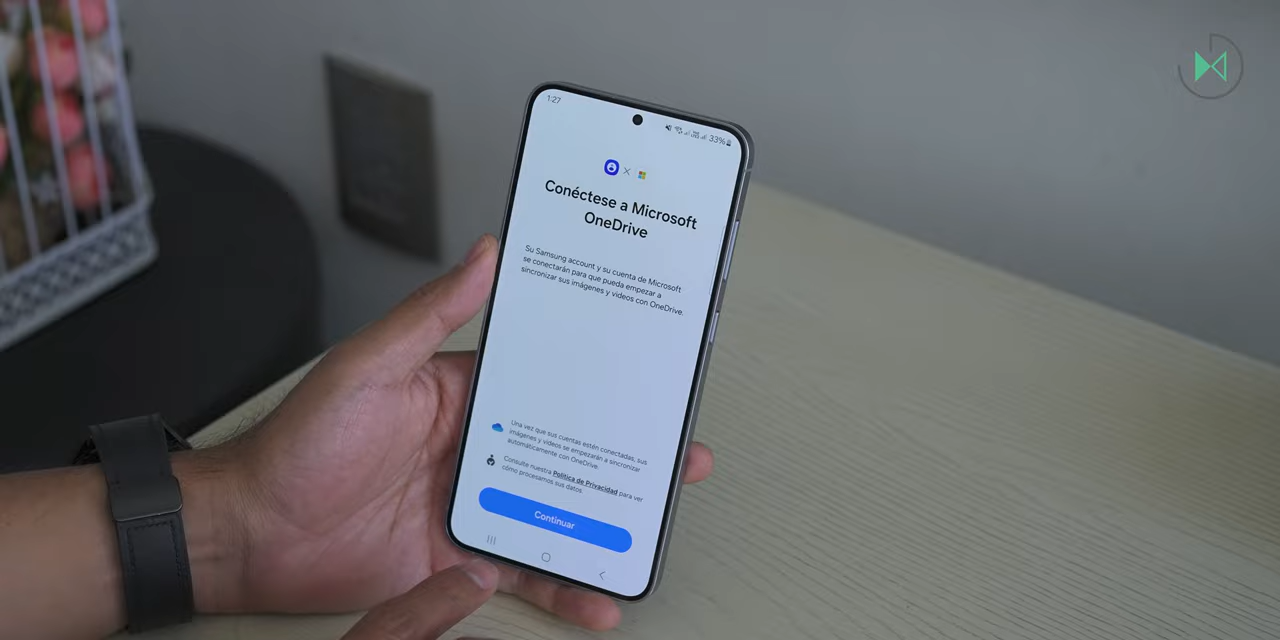 1:27
33%
Conéctese a Microsoft
OneDrive
Su Samsung account y su cuenta de Microsoft
se conectarán para que pueda empezar a
sincronizar sus imágenes y videos con OneDrive.
Una vez que sus cuentas estén conectadas, sus
imágenes y videos se empezarán a sincronizar
automáticamente con OneDrive.
Consulte nuestra Política de Privacidad para ver
cómo procesamos sus datos.
Continuar